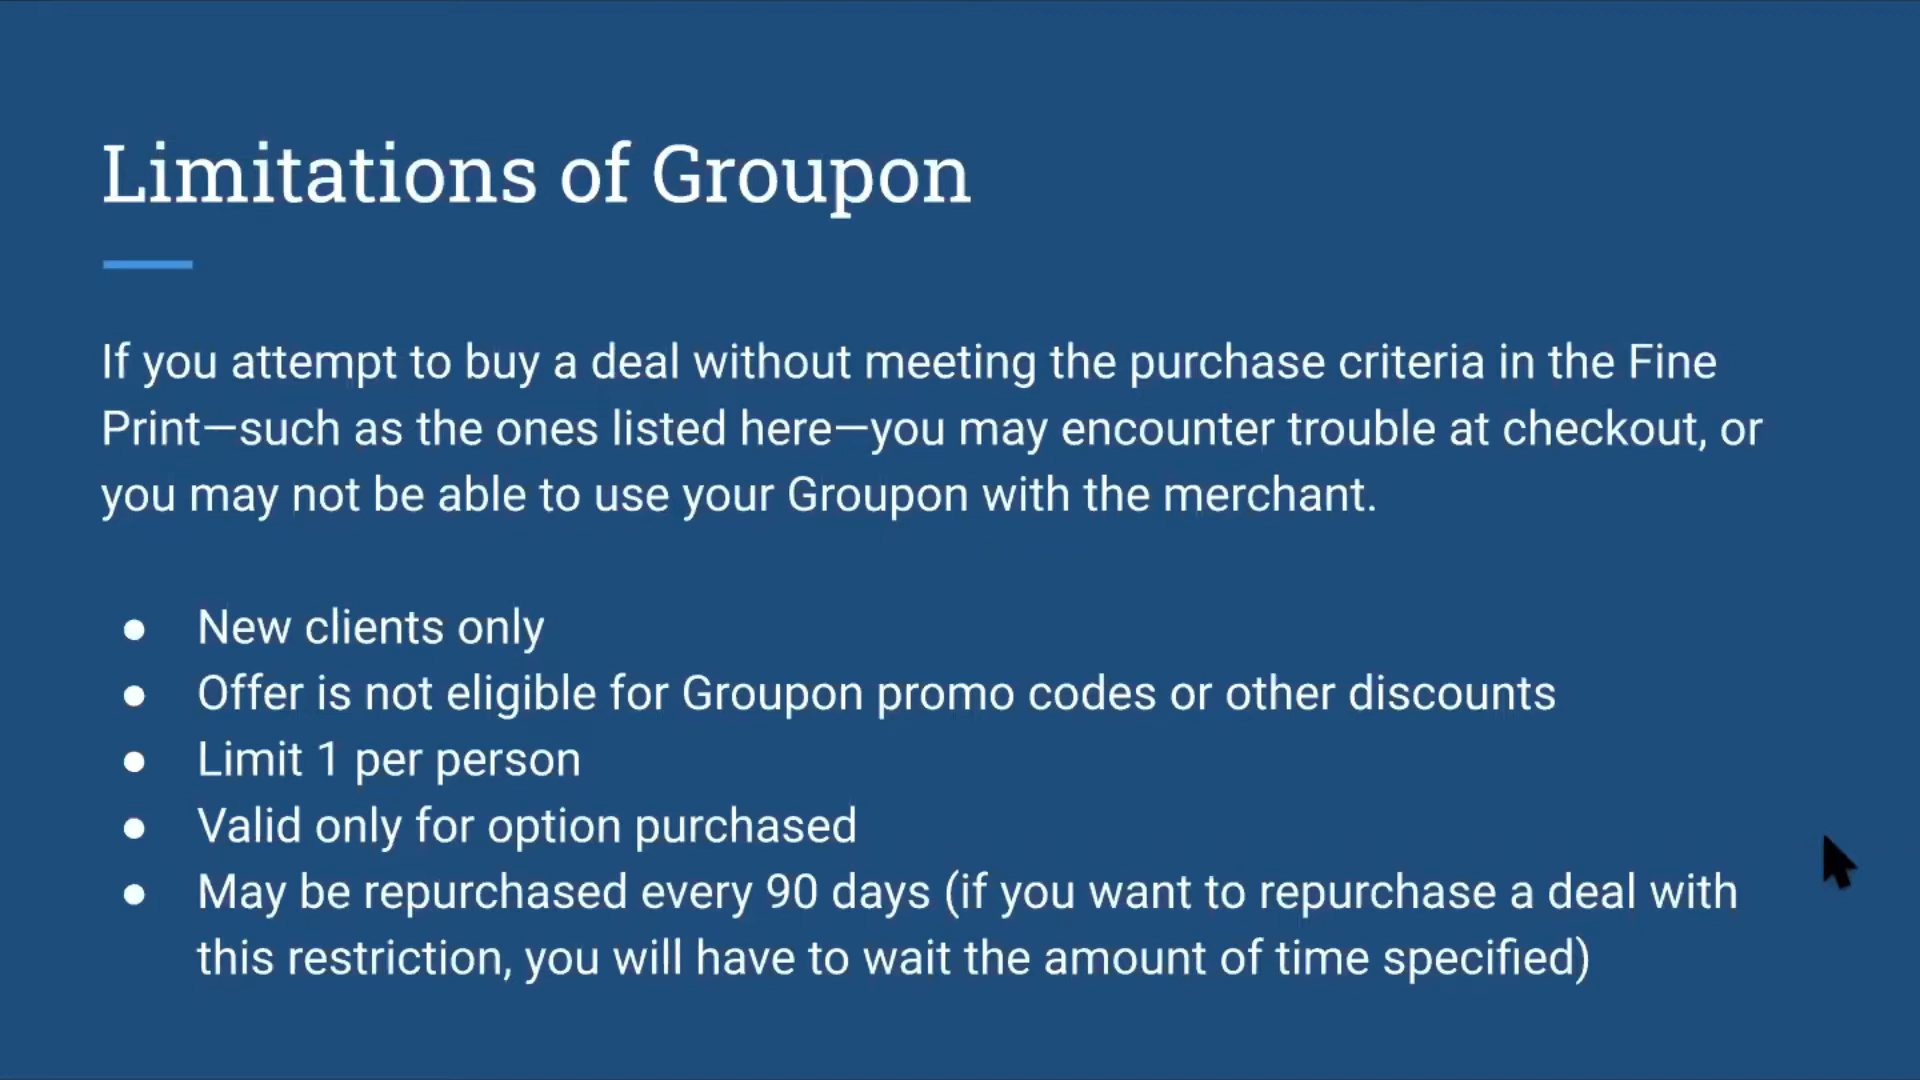 Limitations of Groupon
If you attempt to buy a deal without meeting the purchase criteria in the Fine
Print—such as the ones listed here—you may encounter trouble at checkout, or
you may not be able to use your Groupon with the merchant.
● New clients only
● Offer is not eligible for Groupon promo codes or other discounts
● Limit 1 per person
● Valid only for option purchased
● May be repurchased every 90 days (if you want to repurchase a deal with
this restriction, you will have to wait the amount of time specified)